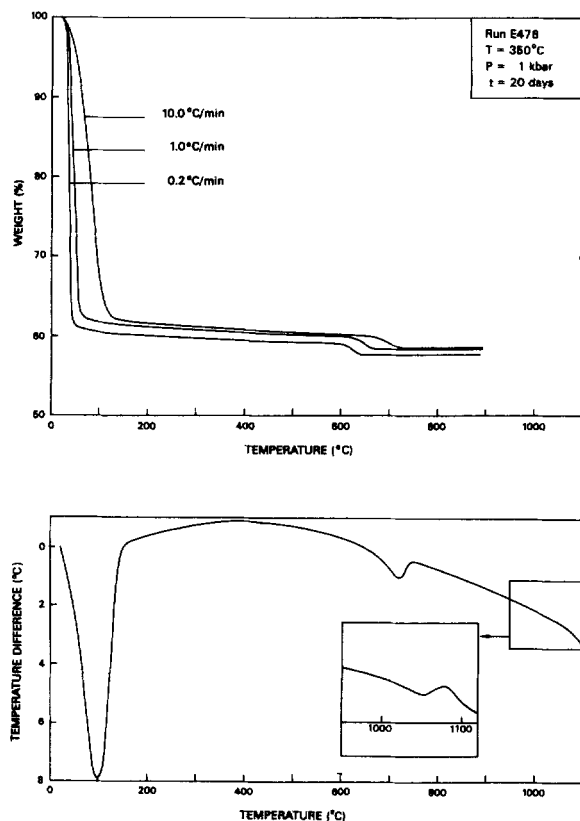 Run E478
T = 350°C
P = 1 kbar
t = 20 days
100
90
80
70
60
50
WEIGHT (%)
10.0°C/min
1.0°C/min
0.2°C/min
0
200
400
600
800
1000
TEMPERATURE (°C)
0
2
4
6
8
TEMPERATURE DIFFERENCE (°C)
1000
1100
0
200
400
600
800
1000
TEMPERATURE (°C)